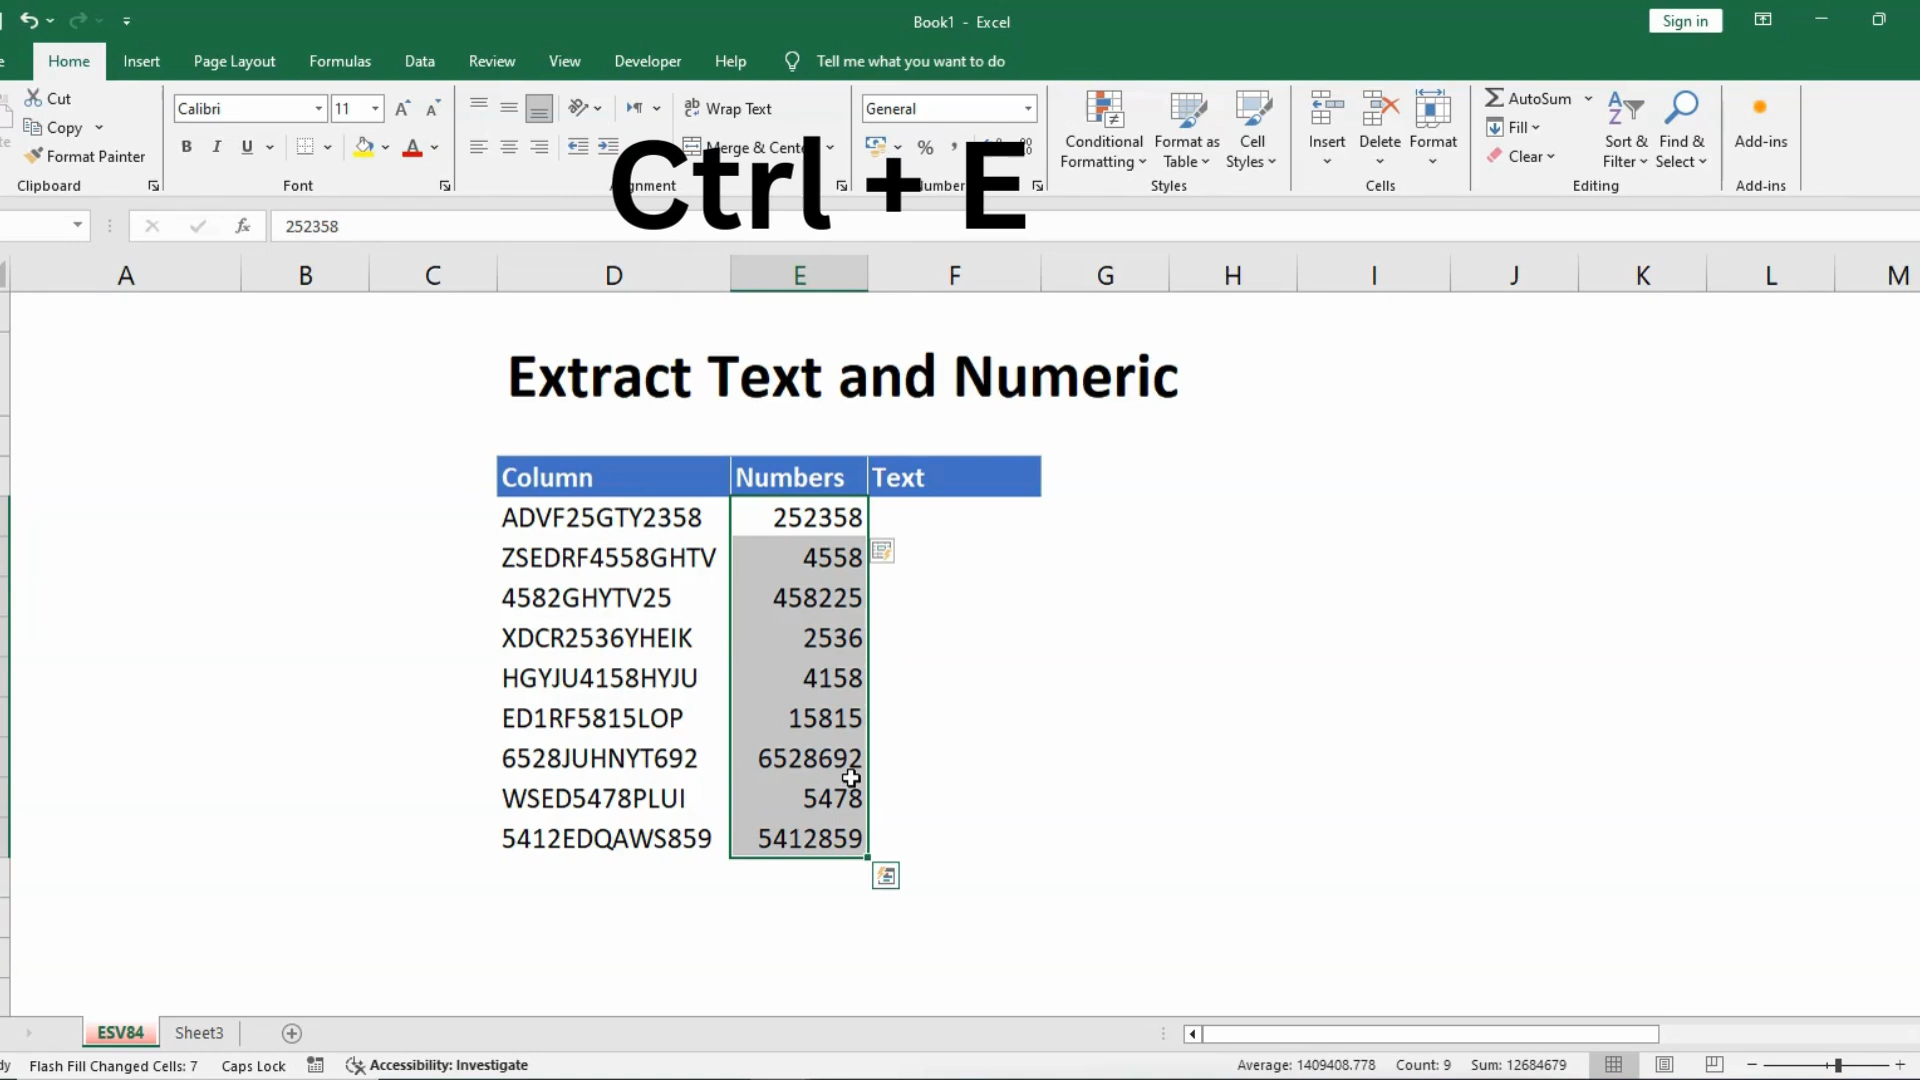 Book1 - Excel
Sign in
Home Insert Page Layout Formulas Data Review View Developer Help Tell me what you want to do
Cut
Copy
Format Painter
Clipboard
Calibri 11
B I U
Font
Wrap Text
Merge & Cente
Alignment
General
%
Number
Conditional Formatting
Format as Table
Cell Styles
Styles
Insert Delete Format
Cells
AutoSum
Fill
Clear
Sort & Filter
Find & Select
Editing
Add-ins
Add-ins
Ctrl + E
fx 252358
A B C D E F G H I J K L M
Extract Text and Numeric
Column Numbers Text
ADVF25GTY2358 252358
ZSEDRF4558GHTV 4558
4582GHYTV25 458225
XDCR2536YHEIK 2536
HGYJU4158HYJU 4158
ED1RF5815LOP 15815
6528JUHNYT692 6528692
WSED5478PLUI 5478
5412EDQAWS859 5412859
ESV84 Sheet3
Flash Fill Changed Cells: 7 Caps Lock Accessibility: Investigate Average: 1409408.778 Count: 9 Sum: 12684679